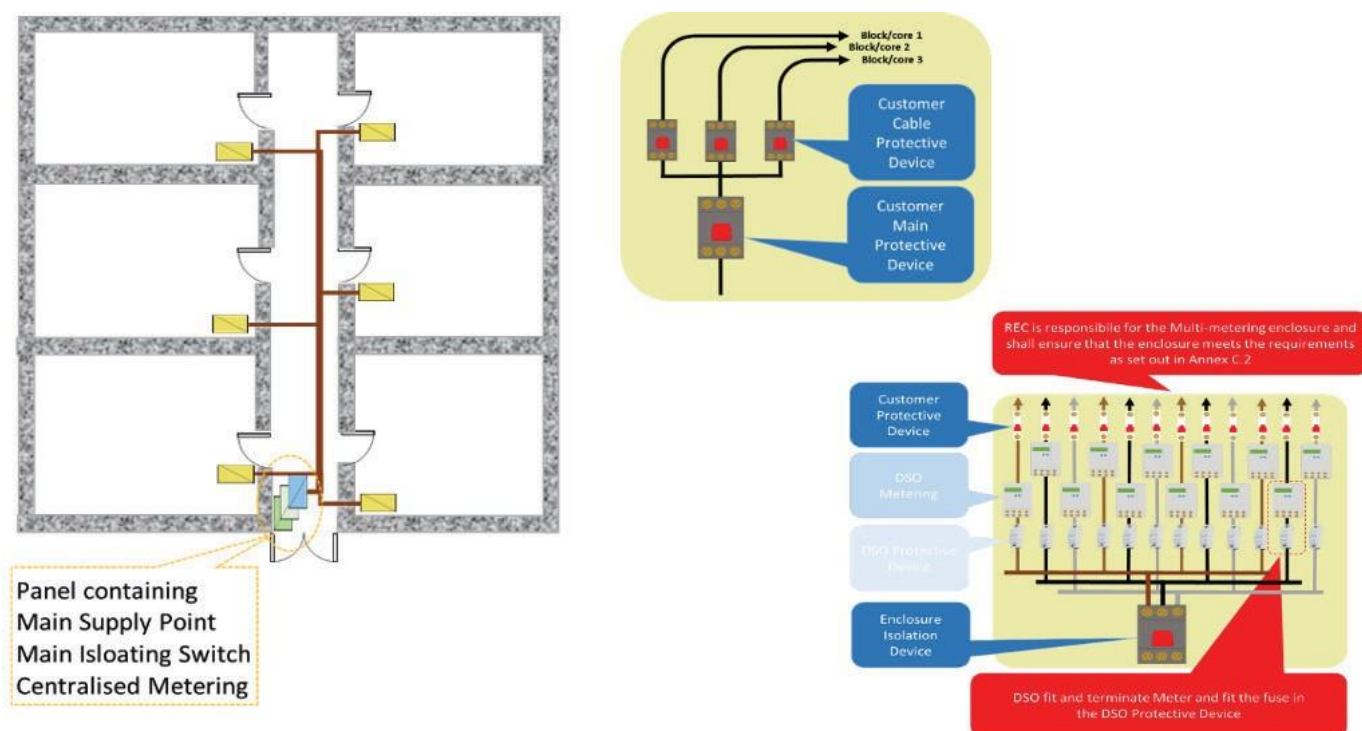 Block/core 1
Block/core 2
Block/core 3
Customer
Cable
Protective
Device
Customer
Main
Protective
Device
REC is responsibile for the Multi-metering enclosure and
shall ensure that the enclosure meets the requirements
as set out in Annex C.2
Customer
Protective
Device
DSO
Metering
DSO Protective
Device
Enclosure
Isolation
Device
DSO fit and terminate Meter and fit the fuse in
the DSO Protective Device
Panel containing
Main Supply Point
Main Isloating Switch
Centralised Metering